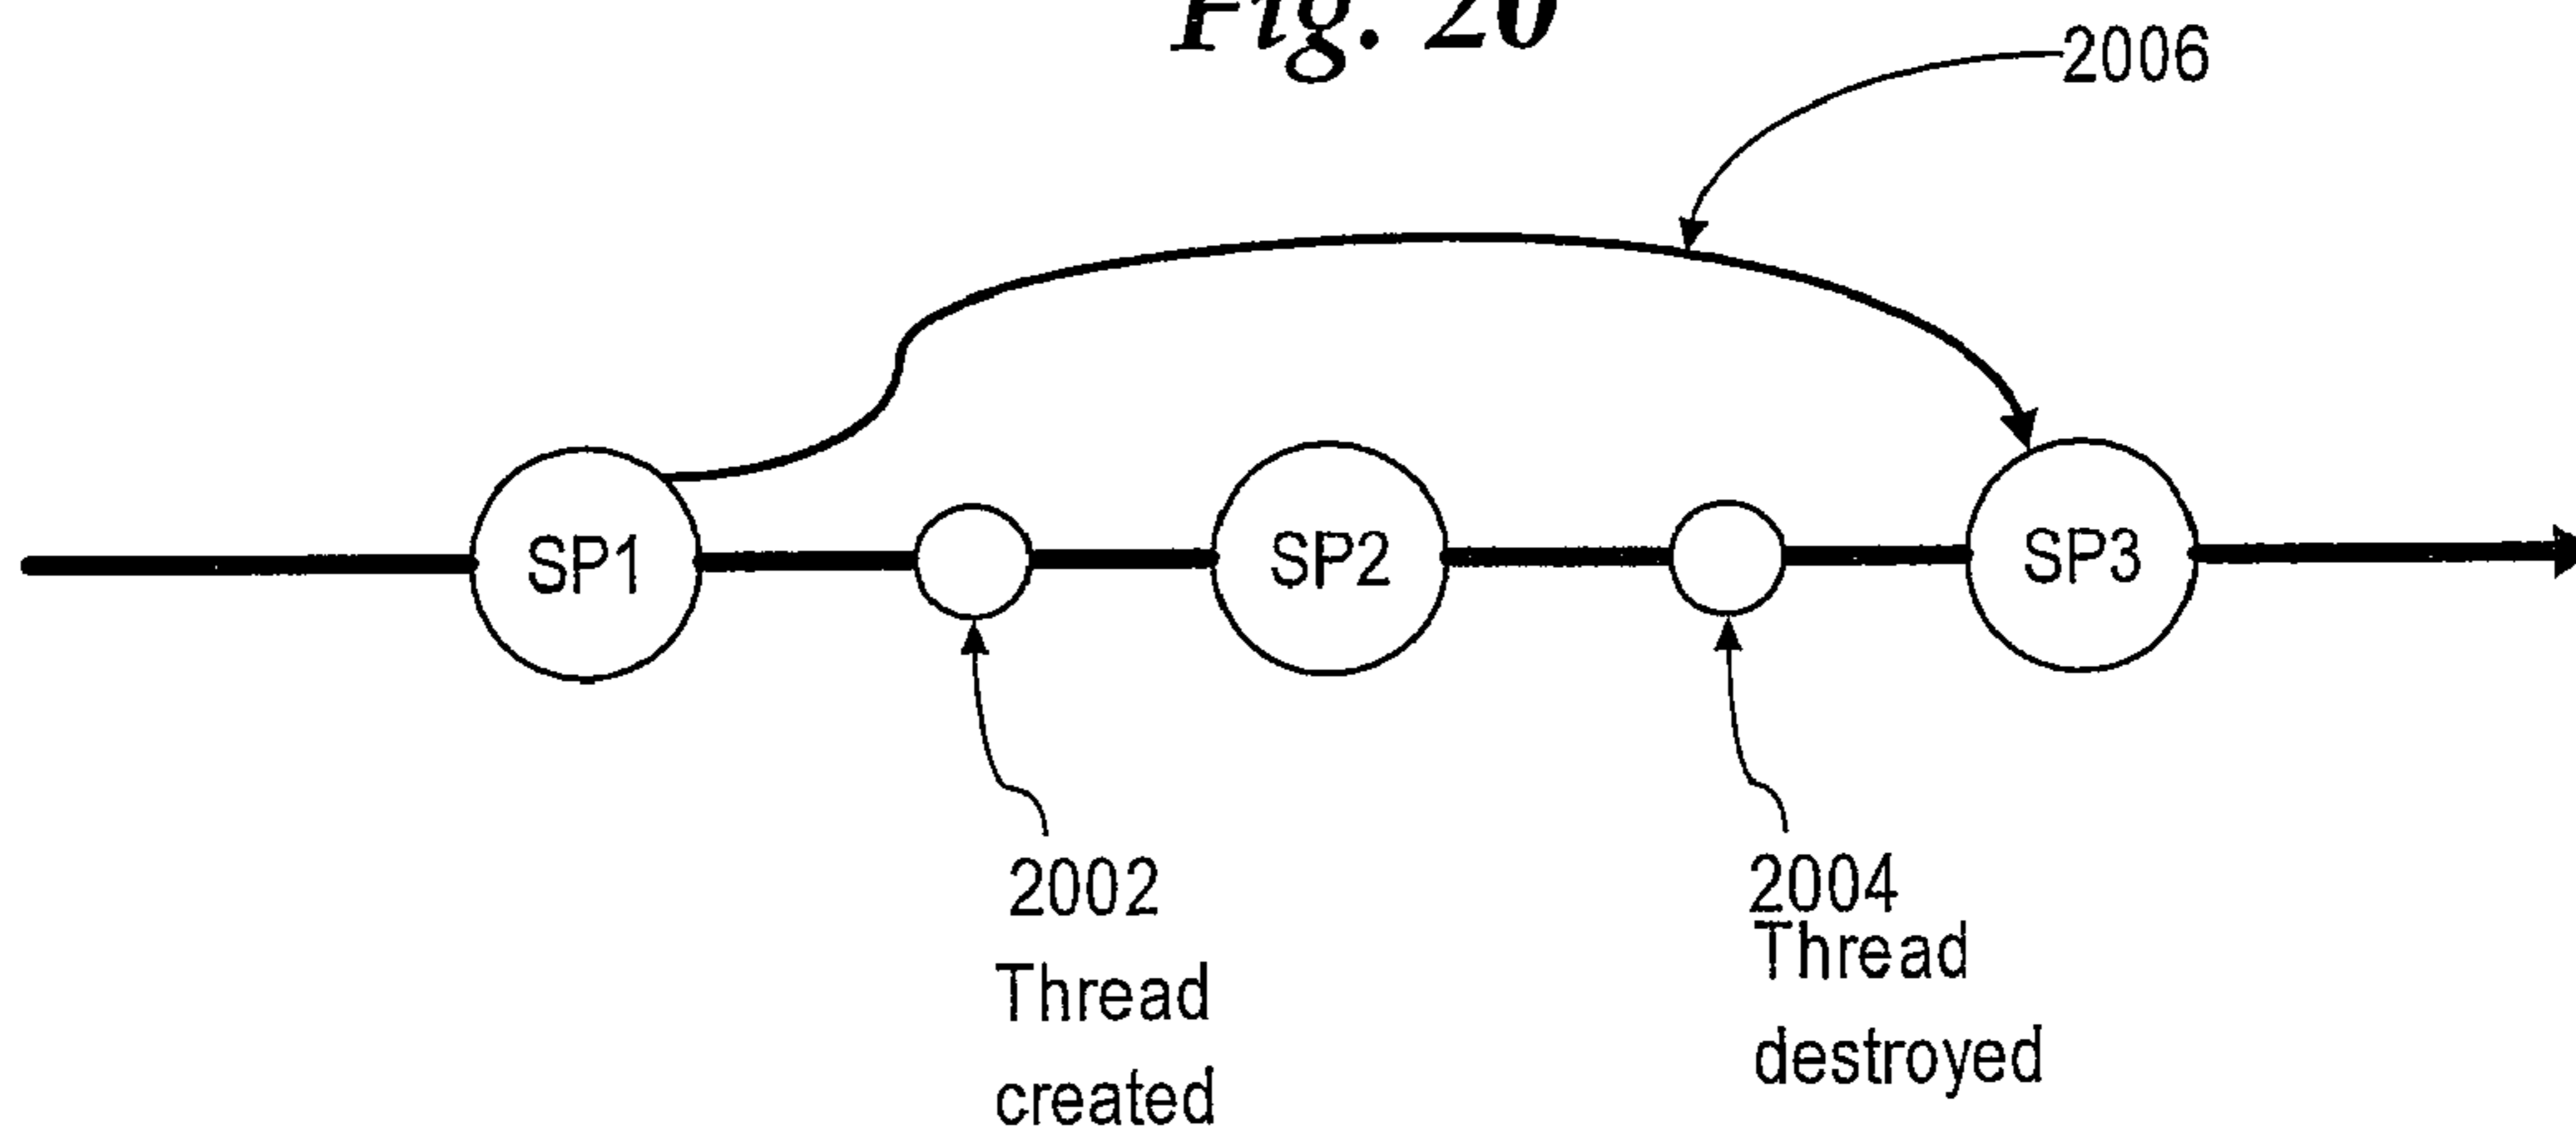 Fig. 20
2006
SP1
SP2
SP3
2002
Thread
created
2004
Thread
destroyed